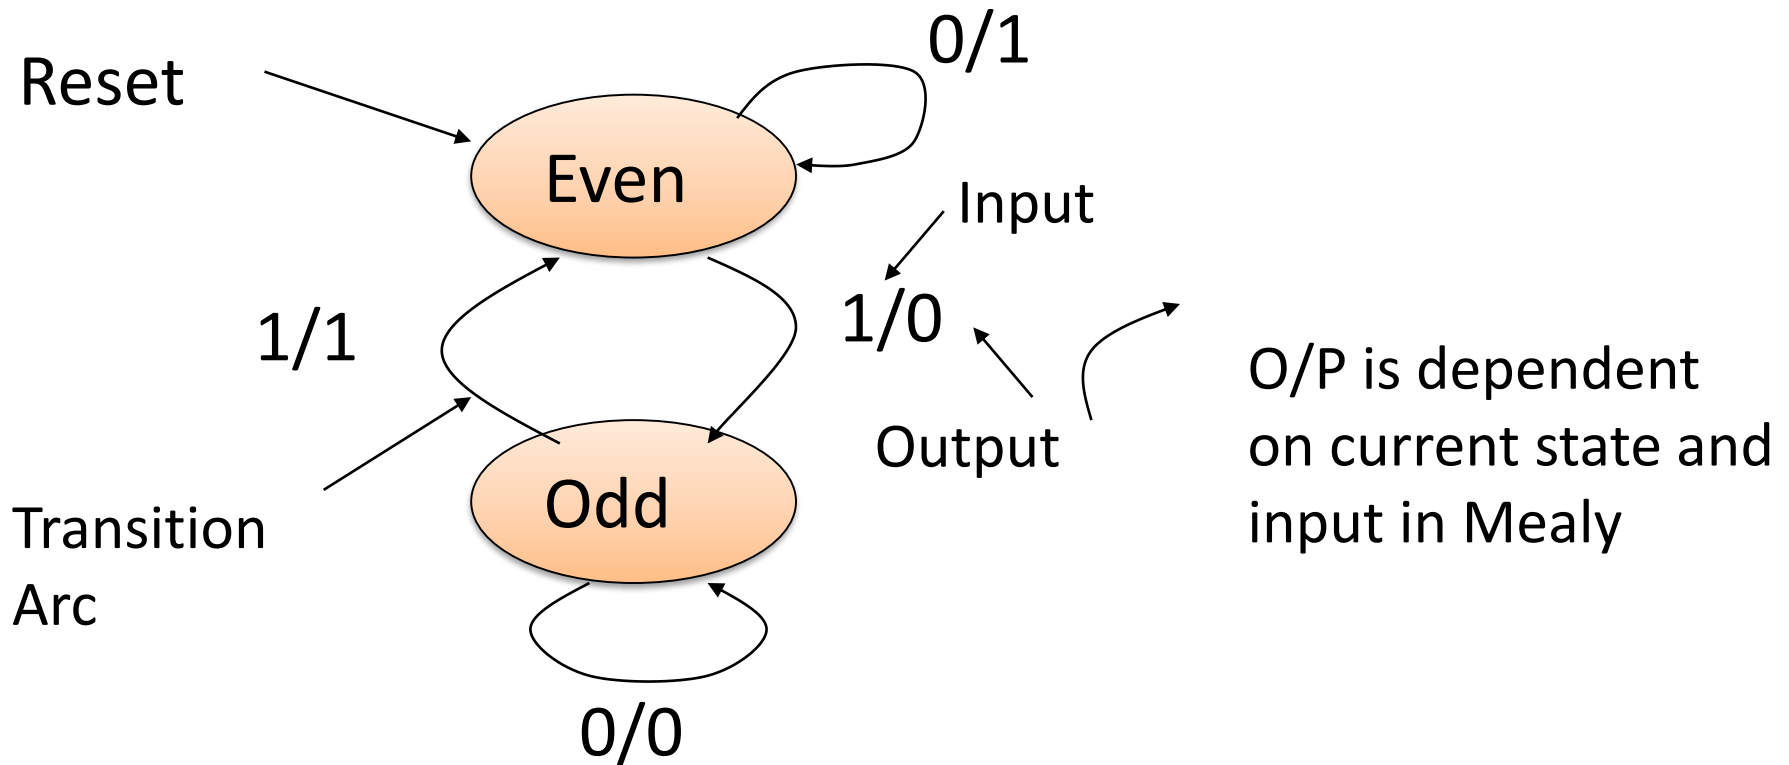 0/1
Reset
Even
Input
1/0
1/1
O/P is dependent
on current state and
input in Mealy
Output
Odd
Transition
Arc
0/0